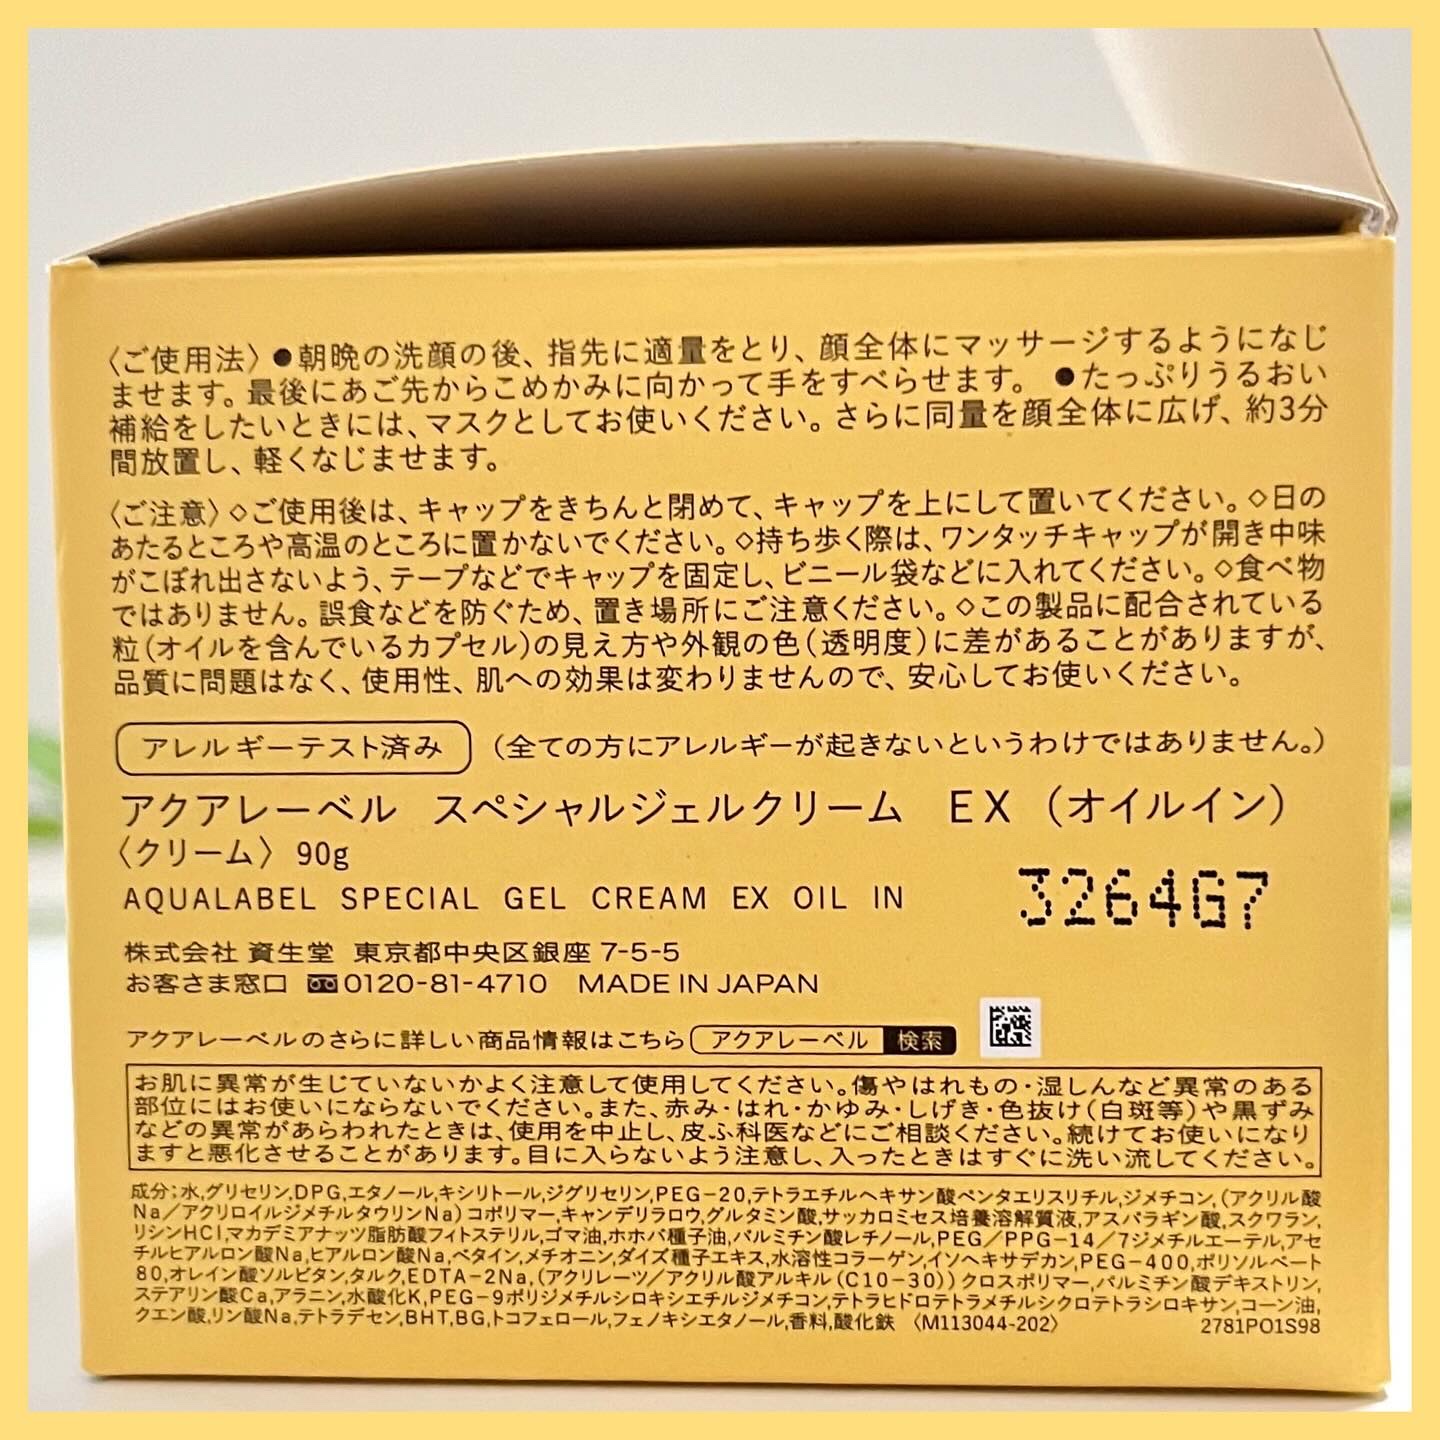 〈ご使用法〉●朝晩の洗顔の後、指先に適量をとり、顔全体にマッサージするようになじ
ませます。最後にあご先からこめかみに向かって手をすべらせます。 ●たっぷりうるおい
補給をしたいときには、マスクとしてお使いください。さらに同量を顔全体に広げ、約3分
間放置し、軽くなじませます。
〈ご注意〉◇ご使用後は、キャップをきちんと閉めて、キャップを上にして置いてください。◇日の
あたるところや高温のところに置かないでください。◇持ち歩く際は、ワンタッチキャップが開き中味
がこぼれ出さないよう、テープなどでキャップを固定し、ビニール袋などに入れてください。◇食べ物
ではありません。誤食などを防ぐため、置き場所にご注意ください。◇この製品に配合されている
粒(オイルを含んでいるカプセル)の見え方や外観の色(透明度)に差があることがありますが、
品質に問題はなく、使用性、肌への効果は変わりませんので、安心してお使いください。
アレルギーテスト済み (全ての方にアレルギーが起きないというわけではありません。)
アクアレーベル スペシャルジェルクリーム EX (オイルイン)
〈クリーム〉90g
AQUALABEL SPECIAL GEL CREAM EX OIL IN
3264G7
株式会社 資生堂 東京都中央区銀座 7-5-5
お客さま窓口 0120-81-4710 MADE IN JAPAN
アクアレーベルのさらに詳しい商品情報はこちら アクアレーベル 検索
お肌に異常が生じていないかよく注意して使用してください。傷やはれもの・湿しんなど異常のある
部位にはお使いにならないでください。また、赤み・はれ・かゆみ・しげき・色抜け(白斑等)や黒ずみ
などの異常があらわれたときは、使用を中止し、皮ふ科医などにご相談ください。続けてお使いになり
ますと悪化させることがあります。目に入らないよう注意し、入ったときはすぐに洗い流してください。
成分:水,グリセリン,DPG,エタノール,キシリトール,ジグリセリン,PEG-20,テトラエチルヘキサン酸ペンタエリスリチル,ジメチコン,(アクリル酸
Na/アクリロイルジメチルタウリンNa)コポリマー,キャンデリラロウ,グルタミン酸,サッカロミセス培養溶解質液,アスパラギン酸,スクワラン,
リシンHCl,マカデミアナッツ脂肪酸フィトステリル,ゴマ油,ホホバ種子油,パルミチン酸レチノール,PEG/PPG-14/7ジメチルエーテル,アセ
チルヒアルロン酸Na,ヒアルロン酸Na,ベタイン,メチオニン,ダイズ種子エキス,水溶性コラーゲン,イソヘキサデカン,PEG-400,ポリソルベート
80,オレイン酸ソルビタン,タルク,EDTA-2Na,(アクリレーツ/アクリル酸アルキル(C10-30))クロスポリマー,パルミチン酸デキストリン,
ステアリン酸Ca,アラニン,水酸化K,PEG-9ポリジメチルシロキシエチルジメチコン,テトラヒドロテトラメチルシクロテトラシロキサン,コーン油,
クエン酸,リン酸Na,テトラデセン,BHT,BG,トコフェロール,フェノキシエタノール,香料,酸化鉄 〈M113044-202〉 2781PO1S98